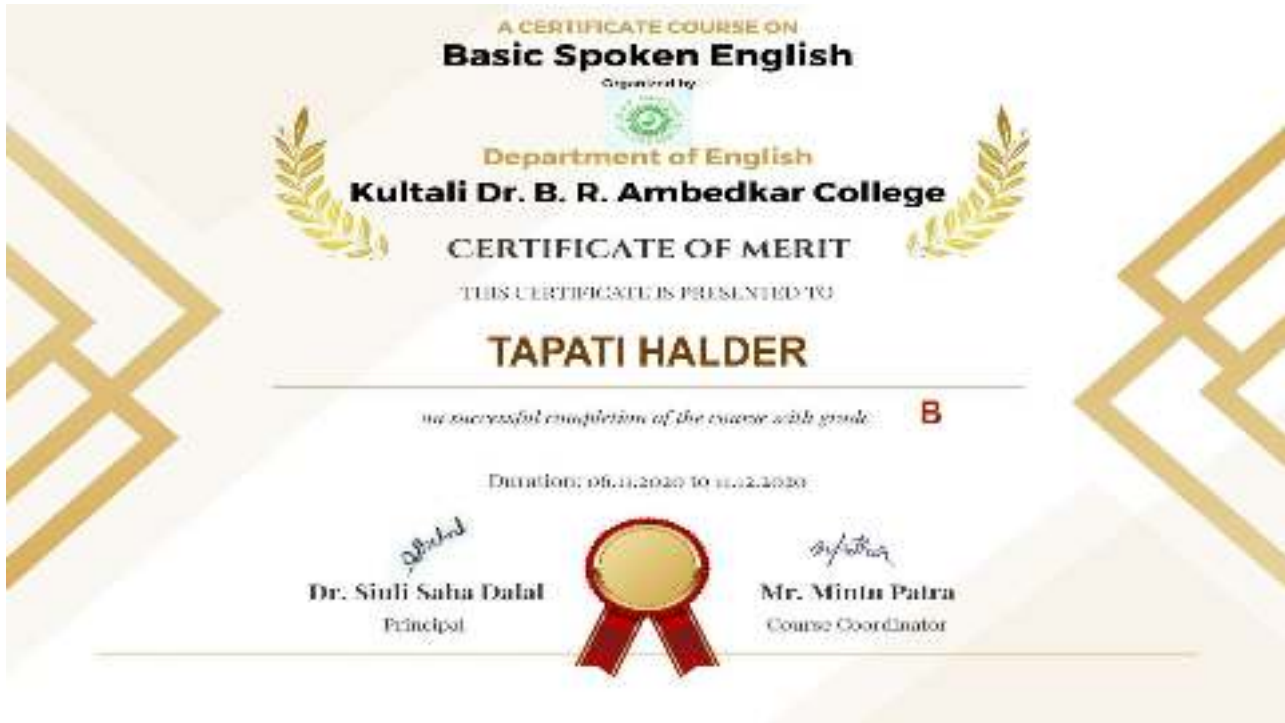 A CERTIFICATE COURSE ON
Basic Spoken English
Organized by
Department of English
Kultali Dr. B. R. Ambedkar College
CERTIFICATE OF MERIT
THIS CERTIFICATE IS PRESENTED TO
TAPATI HALDER
on successful completion of the course with grade B
Duration: 06.11.2020 to 11.12.2020
Dr. Siuli Saha Dalal Mr. Mintu Patra
Principal Course Coordinator